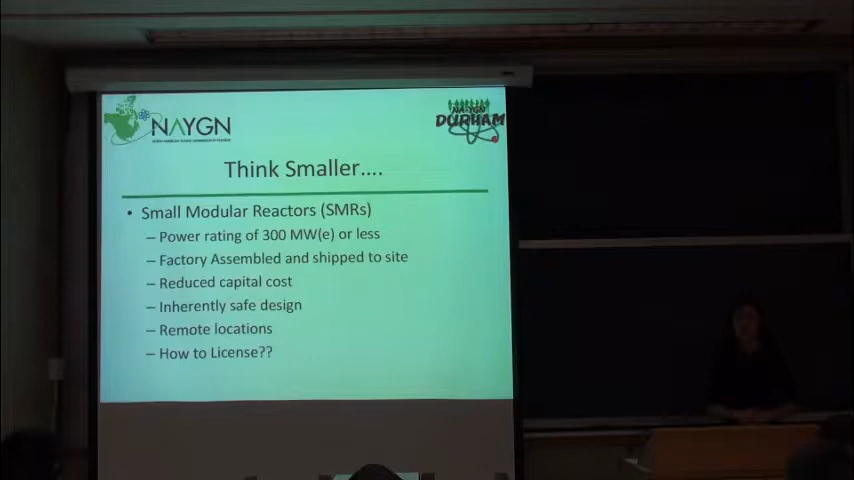 NAYGN
NA-YGN
DURHAM
Think Smaller....
• Small Modular Reactors (SMRs)
– Power rating of 300 MW(e) or less
– Factory Assembled and shipped to site
– Reduced capital cost
– Inherently safe design
– Remote locations
– How to License??